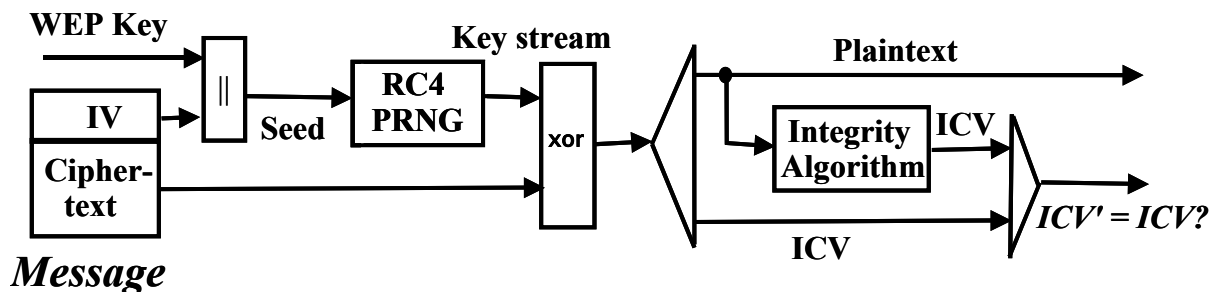 WEP Key
Key stream
Plaintext
||
RC4
PRNG
IV
Seed
xor
Integrity
Algorithm
ICV
Cipher-
text
ICV
ICV' = ICV?
Message